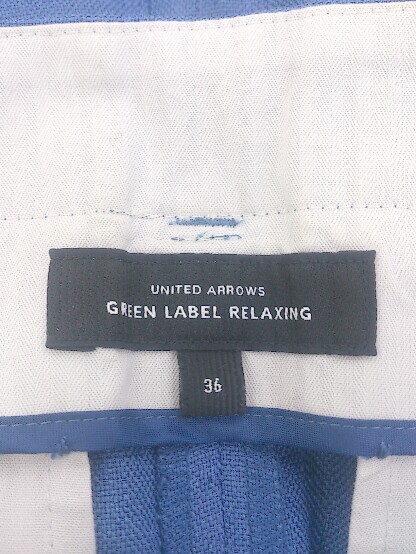 UNITED ARROWS
GREEN LABEL RELAXING
36